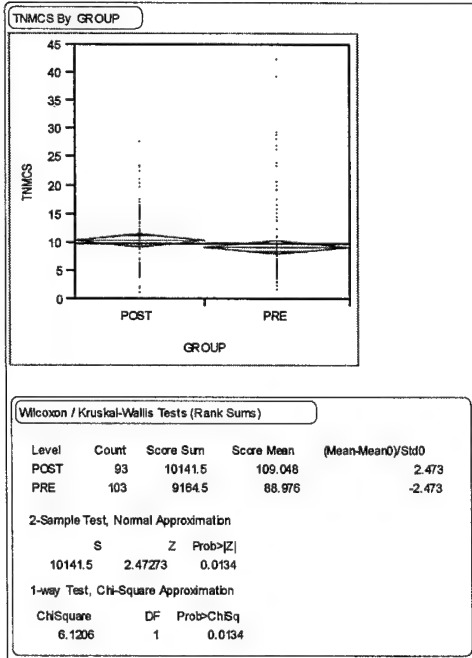 TNMCS By GROUP
45
40
35
30
25
20
15
10
5
0
TNMCS
POST PRE
GROUP
Wilcoxon / Kruskal-Wallis Tests (Rank Sums)
Level Count Score Sum Score Mean (Mean-Mean0)/Std0
POST 93 10141.5 109.048 2.473
PRE 103 9164.5 88.976 -2.473
2-Sample Test, Normal Approximation
S Z Prob>|Z|
10141.5 2.47273 0.0134
1-way Test, Chi-Square Approximation
ChiSquare DF Prob>ChiSq
6.1206 1 0.0134